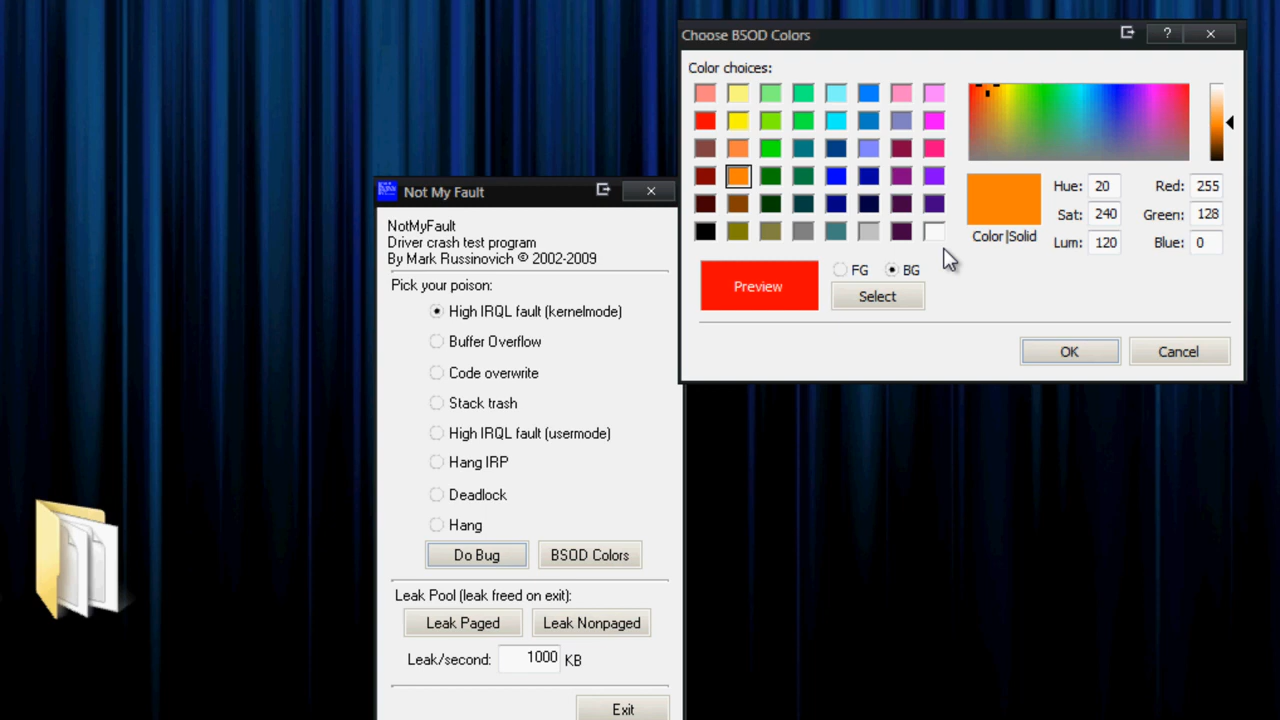 Choose BSOD Colors
?
Color choices:
Hue: 20 Red: 255
Sat: 240 Green: 128
Color|Solid
Lum: 120 Blue: 0
FG BG
Preview
Select
OK Cancel
Not My Fault
NotMyFault
Driver crash test program
By Mark Russinovich © 2002-2009
Pick your poison:
High IRQL fault (kernelmode)
Buffer Overflow
Code overwrite
Stack trash
High IRQL fault (usermode)
Hang IRP
Deadlock
Hang
Do Bug BSOD Colors
Leak Pool (leak freed on exit):
Leak Paged Leak Nonpaged
Leak/second: 1000 KB
Exit